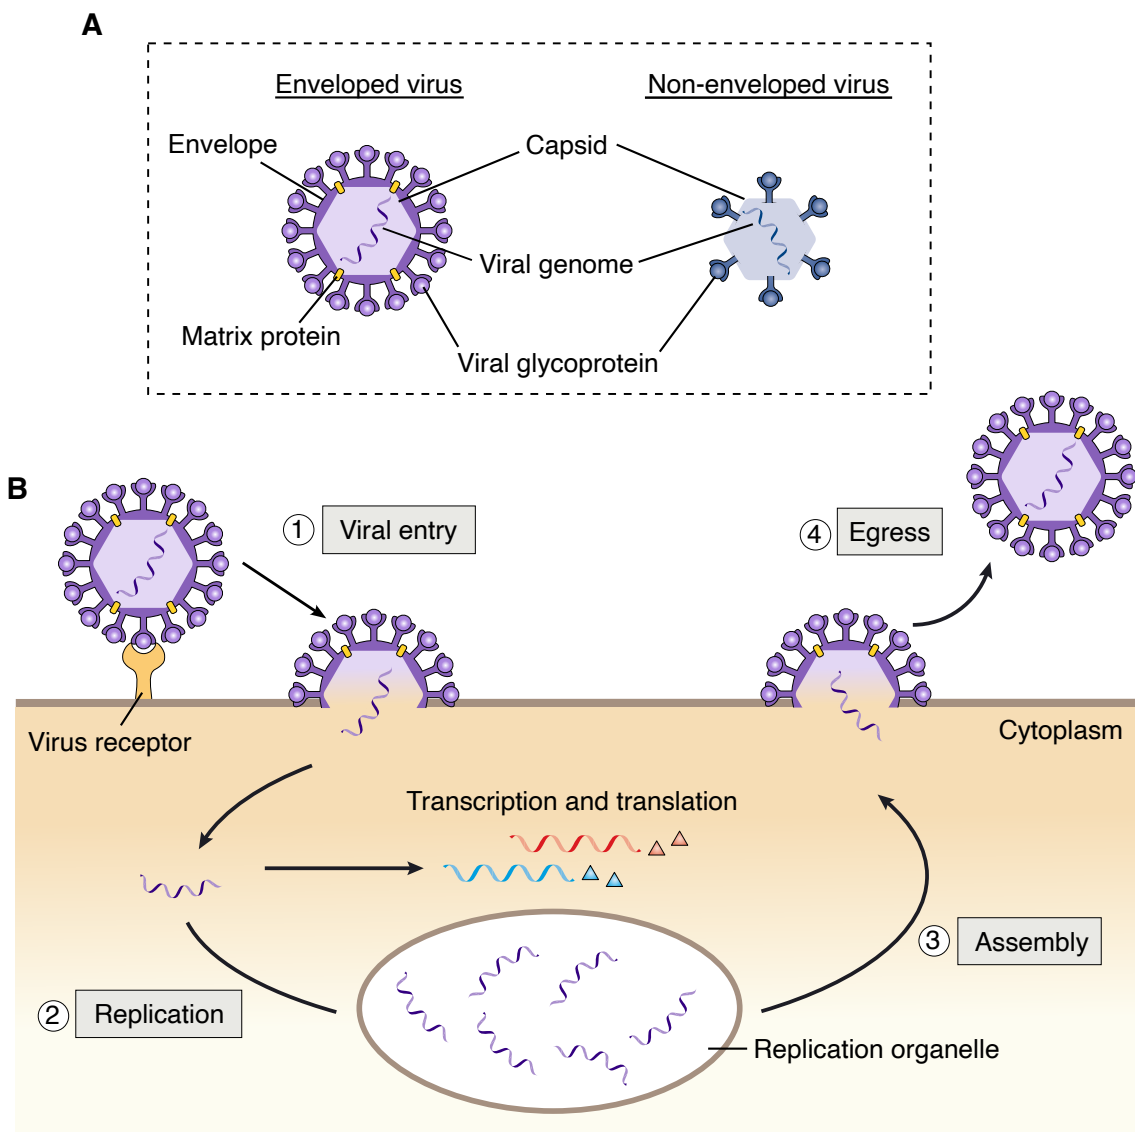 A
Enveloped virus
Non-enveloped virus
Envelope
Capsid
Viral genome
Matrix protein
Viral glycoprotein
B
1 Viral entry
4 Egress
Virus receptor
Cytoplasm
Transcription and translation
3 Assembly
2 Replication
Replication organelle